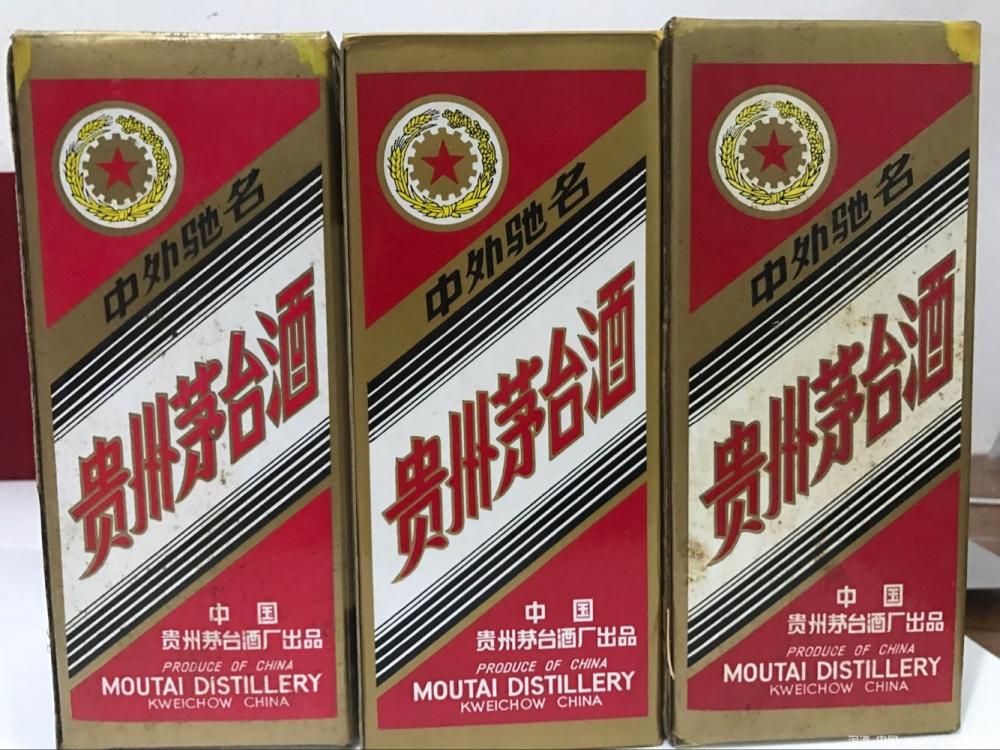 中外驰名
贵州茅台酒
中国
贵州茅台酒厂出品
PRODUCE OF CHINA
MOUTAI DISTILLERY
KWEICHOW CHINA
中外驰名
贵州茅台酒
中国
贵州茅台酒厂出品
PRODUCE OF CHINA
MOUTAI DISTILLERY
KWEICHOW CHINA
中外驰名
贵州茅台酒
中国
贵州茅台酒厂出品
PRODUCE OF CHINA
MOUTAI DISTILLERY
KWEICHOW CHINA